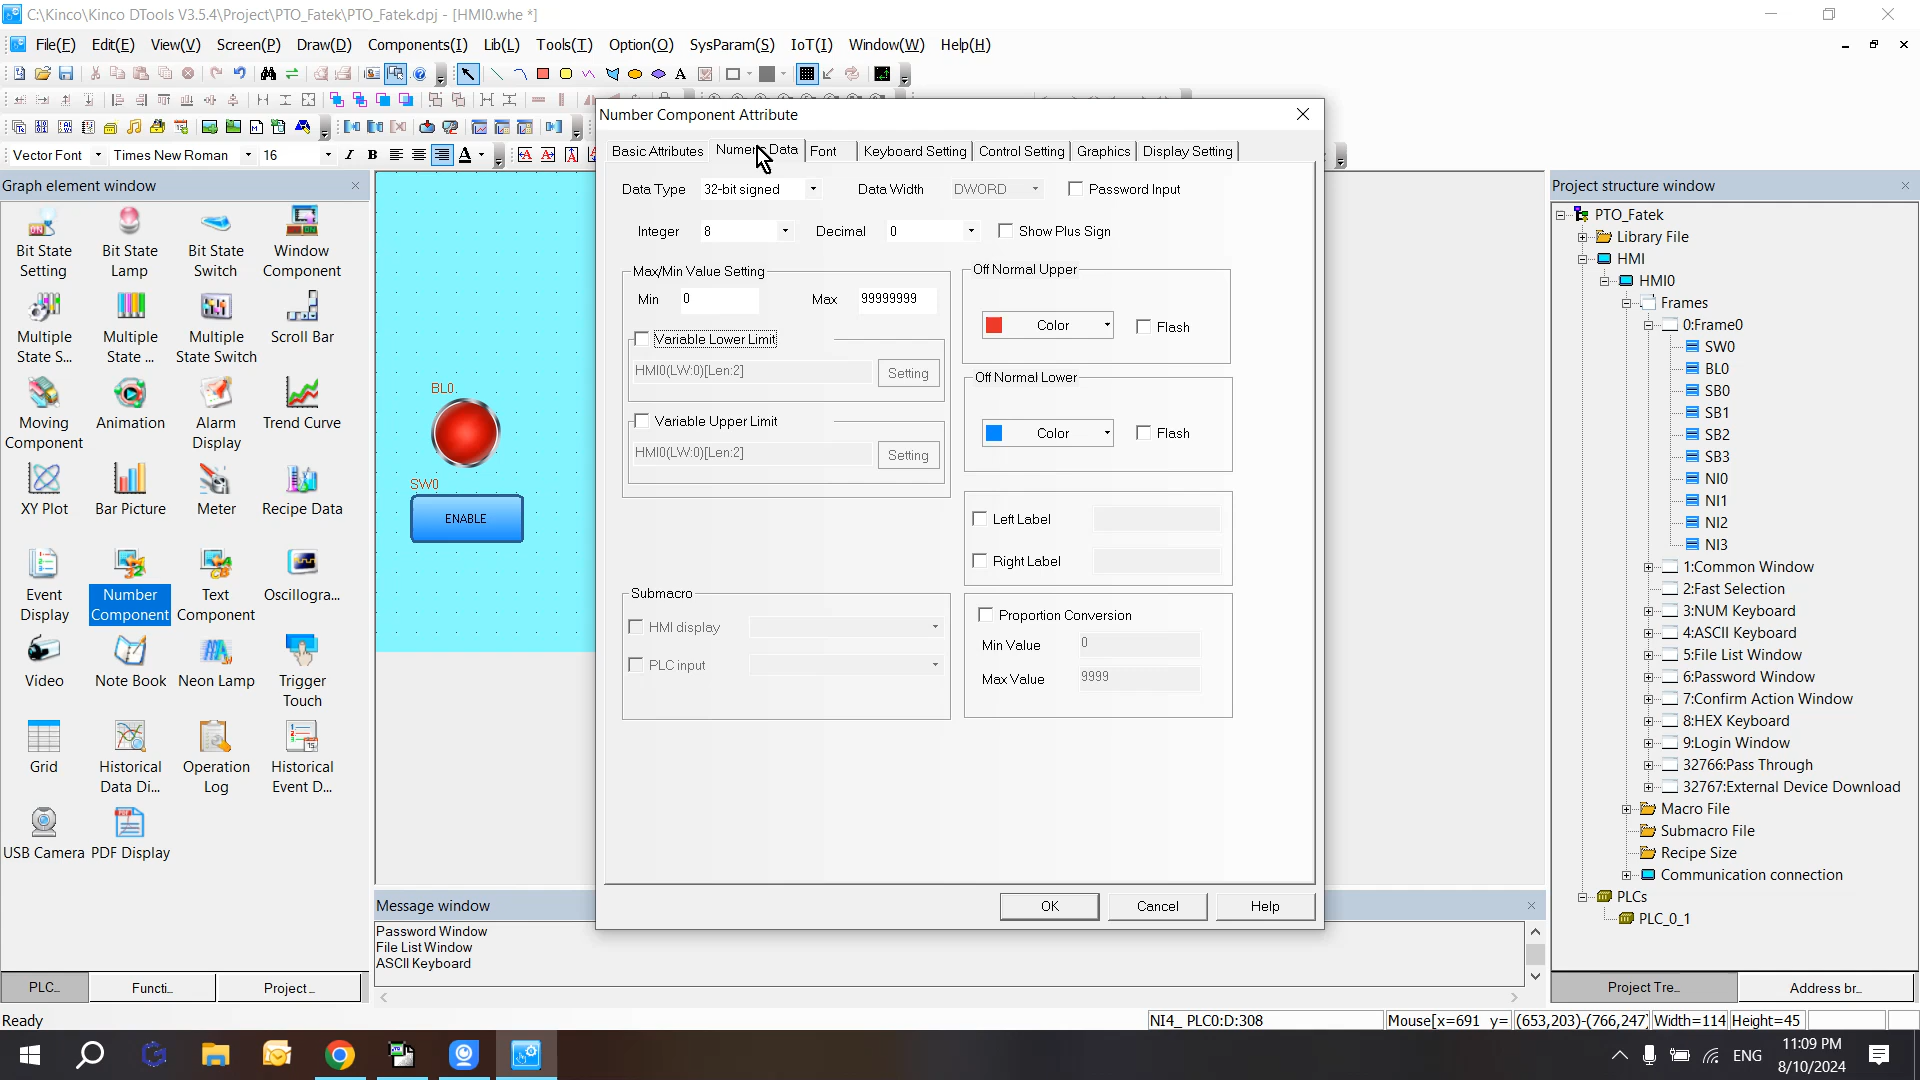 C:\Kinco\Kinco DTools V3.5.4\Project\PTO_Fatek\PTO_Fatek.dpj - [HMI0.whe *]
File(F) Edit(E) View(V) Screen(P) Draw(D) Components(I) Lib(L) Tools(T) Option(O) SysParam(S) IoT(I) Window(W) Help(H)
Vector Font Times New Roman 16
Graph element window
Bit State Setting
Bit State Lamp
Bit State Switch
Window Component
Multiple State S...
Multiple State ...
Multiple State Switch
Scroll Bar
Moving Component
Animation
Alarm Display
Trend Curve
XY Plot
Bar Picture
Meter
Recipe Data
Event Display
Number Component
Text Component
Oscillogra...
Video
Note Book
Neon Lamp
Trigger Touch
Grid
Historical Data Di...
Operation Log
Historical Event D...
USB Camera
PDF Display
PLC...
Functi...
Project ...
BL0.
SW0
ENABLE
Number Component Attribute
Basic Attributes
Data
Font
Keyboard Setting
Control Setting
Graphics
Display Setting
Data Type 32-bit signed Data Width DWORD Password Input
Integer 8 Decimal 0 Show Plus Sign
Max/Min Value Setting
Min 0 Max 99999999
Variable Lower Limit
HMI0(LW:0)[Len:2] Setting
Variable Upper Limit
HMI0(LW:0)[Len:2] Setting
Off Normal Upper
Color Flash
Off Normal Lower
Color Flash
Left Label
Right Label
Submacro
HMI display
PLC input
Proportion Conversion
Min Value 0
Max Value 9999
OK Cancel Help
Message window
Password Window
File List Window
ASCII Keyboard
Project structure window
PTO_Fatek
Library File
HMI
HMI0
Frames
0:Frame0
SW0
BL0
SB0
SB1
SB2
SB3
NI0
NI1
NI2
NI3
1:Common Window
2:Fast Selection
3:NUM Keyboard
4:ASCII Keyboard
5:File List Window
6:Password Window
7:Confirm Action Window
8:HEX Keyboard
9:Login Window
32766:Pass Through
32767:External Device Download
Macro File
Submacro File
Recipe Size
Communication connection
PLCs
PLC_0_1
Project Tre...
Address br...
Ready
NI4_ PLC0:D:308 Mouse[x=691 y= (653,203)-(766,247) Width=114 Height=45
ENG
11:09 PM
8/10/2024